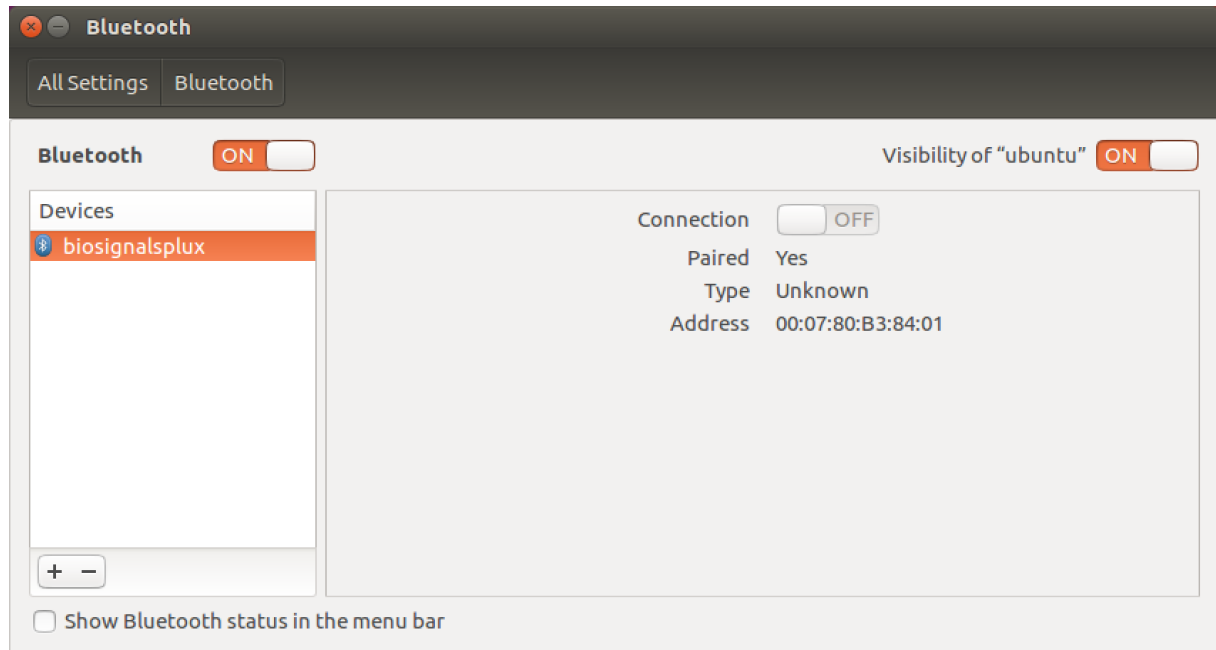 Bluetooth
All Settings Bluetooth
Bluetooth ON Visibility of “ubuntu” ON
Devices
biosignalsplux
Connection OFF
Paired Yes
Type Unknown
Address 00:07:80:B3:84:01
+ −
Show Bluetooth status in the menu bar